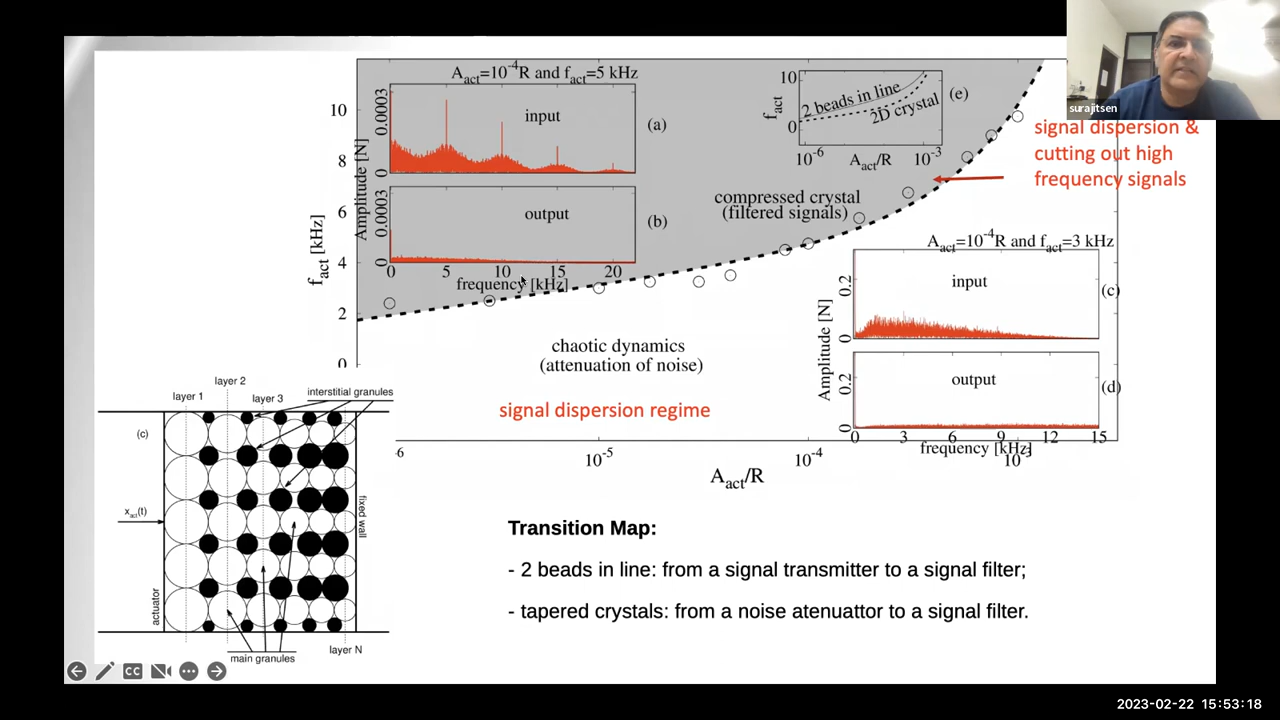 A_act=10^-4R and f_act=5 kHz
input
(a)
output
(b)
0.0003
0
0.0003
0
Amplitude [N]
0 5 10 15 20
frequency [kHz]
10
8
6
4
2
0
f_act [kHz]
10
0
f_act
2 beads in line
2D crystal
(e)
10^-6 A_act/R 10^-3
surajitsen
signal dispersion &
cutting out high
frequency signals
compressed crystal
(filtered signals)
A_act=10^-4R and f_act=3 kHz
input
(c)
output
(d)
0.2
0
0.2
0
Amplitude [N]
0 3 6 9 12 15
frequency [kHz]
chaotic dynamics
(attenuation of noise)
signal dispersion regime
-6 10^-5 10^-4 10^-3
A_act/R
layer 1
layer 2
layer 3
interstitial granules
(c)
x_act(t)
actuator
fixed wall
main granules
layer N
Transition Map:
- 2 beads in line: from a signal transmitter to a signal filter;
- tapered crystals: from a noise atenuattor to a signal filter.
CC
2023-02-22 15:53:18